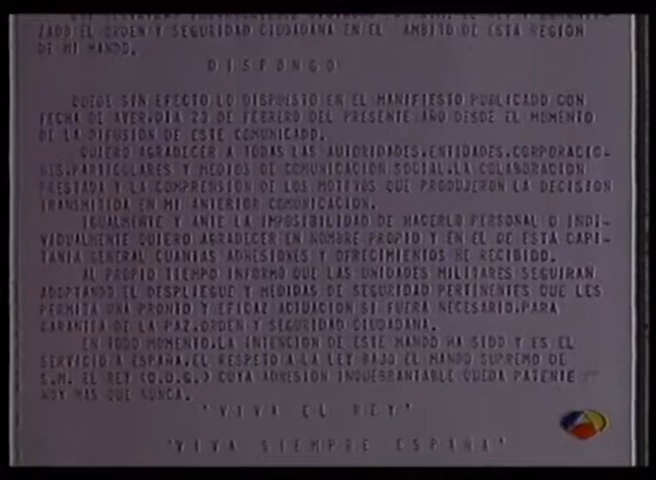 ZADO EL ORDEN Y SEGURIDAD CIUDADANA EN EL AMBITO DE ESTA REGION
DE MI MANDO.
D I S P O N G O
QUEDE SIN EFECTO LO DISPUESTO EN EL MANIFIESTO PUBLICADO CON
FECHA DE AYER.DIA 23 DE FEBRERO DEL PRESENTE AÑO DESDE EL MOMENTO
DE LA DIFUSION DE ESTE COMUNICADO.
QUIERO AGRADECER A TODAS LAS AUTORIDADES.ENTIDADES.CORPORACIO-
NES.PARTICULARES Y MEDIOS DE COMUNICACION SOCIAL.LA COLABORACION
PRESTADA Y LA COMPRENSION DE LOS MOTIVOS QUE PRODUJERON LA DECISION
TRANSMITIDA EN MI ANTERIOR COMUNICACION.
IGUALMENTE Y ANTE LA IMPOSIBILIDAD DE HACERLO PERSONAL O INDI-
VIDUALMENTE QUIERO AGRADECER EN NOMBRE PROPIO Y EN EL DE ESTA CAPI-
TANIA GENERAL CUANTAS ADHESIONES Y OFRECIMIENTOS HE RECIBIDO.
AL PROPIO TIEMPO INFORMO QUE LAS UNIDADES MILITARES SEGUIRAN
ADOPTANDO EL DESPLIEGUE Y MEDIDAS DE SEGURIDAD PERTINENTES QUE LES
PERMITA UNA PRONTA Y EFICAZ ACTUACION SI FUERA NECESARIO.PARA
GARANTIA DE LA PAZ.ORDEN Y SEGURIDAD CIUDADANA.
EN TODO MOMENTO.LA INTENCION DE ESTE MANDO HA SIDO Y ES EL
SERVICIO A ESPAÑA.EL RESPETO A LA LEY BAJO EL MANDO SUPREMO DE
S.M. EL REY (Q.D.G.) CUYA ADHESION INQUEBRANTABLE QUEDA PATENTE
HOY MAS QUE NUNCA.
"V I V A  E L  R E Y"
"V I V A  S I E M P R E  E S P A Ñ A"